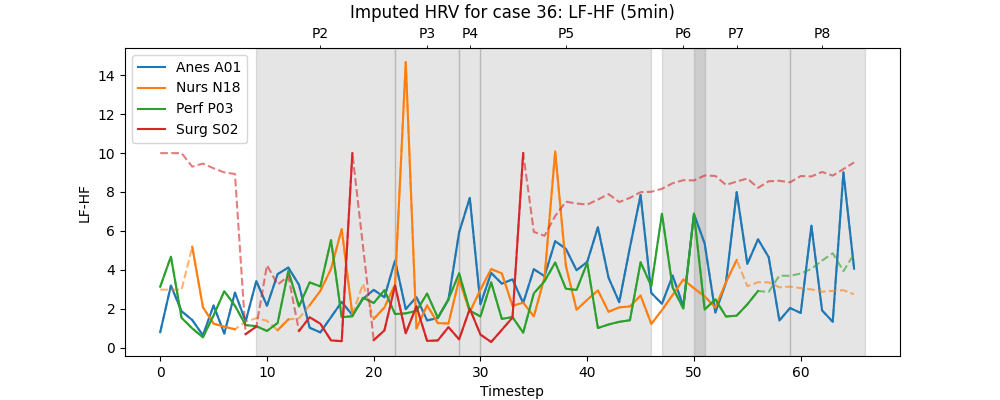 Imputed HRV for case 36: LF-HF (5min)
P2 P3 P4 P5 P6 P7 P8
Anes A01
Nurs N18
Perf P03
Surg S02
14
12
10
8
6
4
2
0
LF-HF
0 10 20 30 40 50 60
Timestep